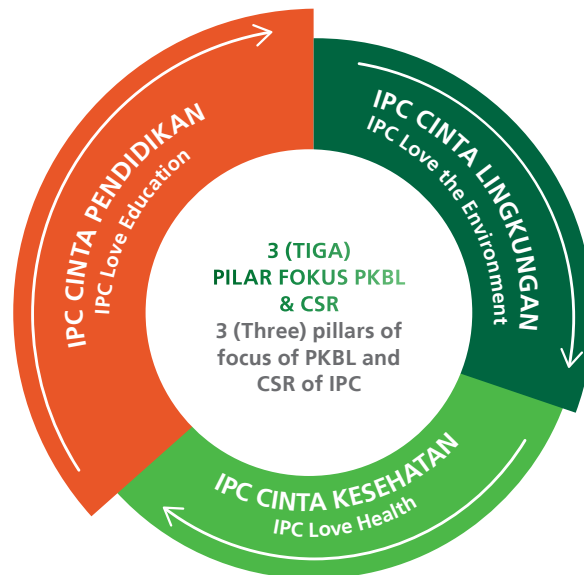 IPC CINTA PENDIDIKAN
IPC Love Education
IPC CINTA LINGKUNGAN
IPC Love the Environment
3 (TIGA)
PILAR FOKUS PKBL
& CSR
3 (Three) pillars of
focus of PKBL and
CSR of IPC
IPC CINTA KESEHATAN
IPC Love Health